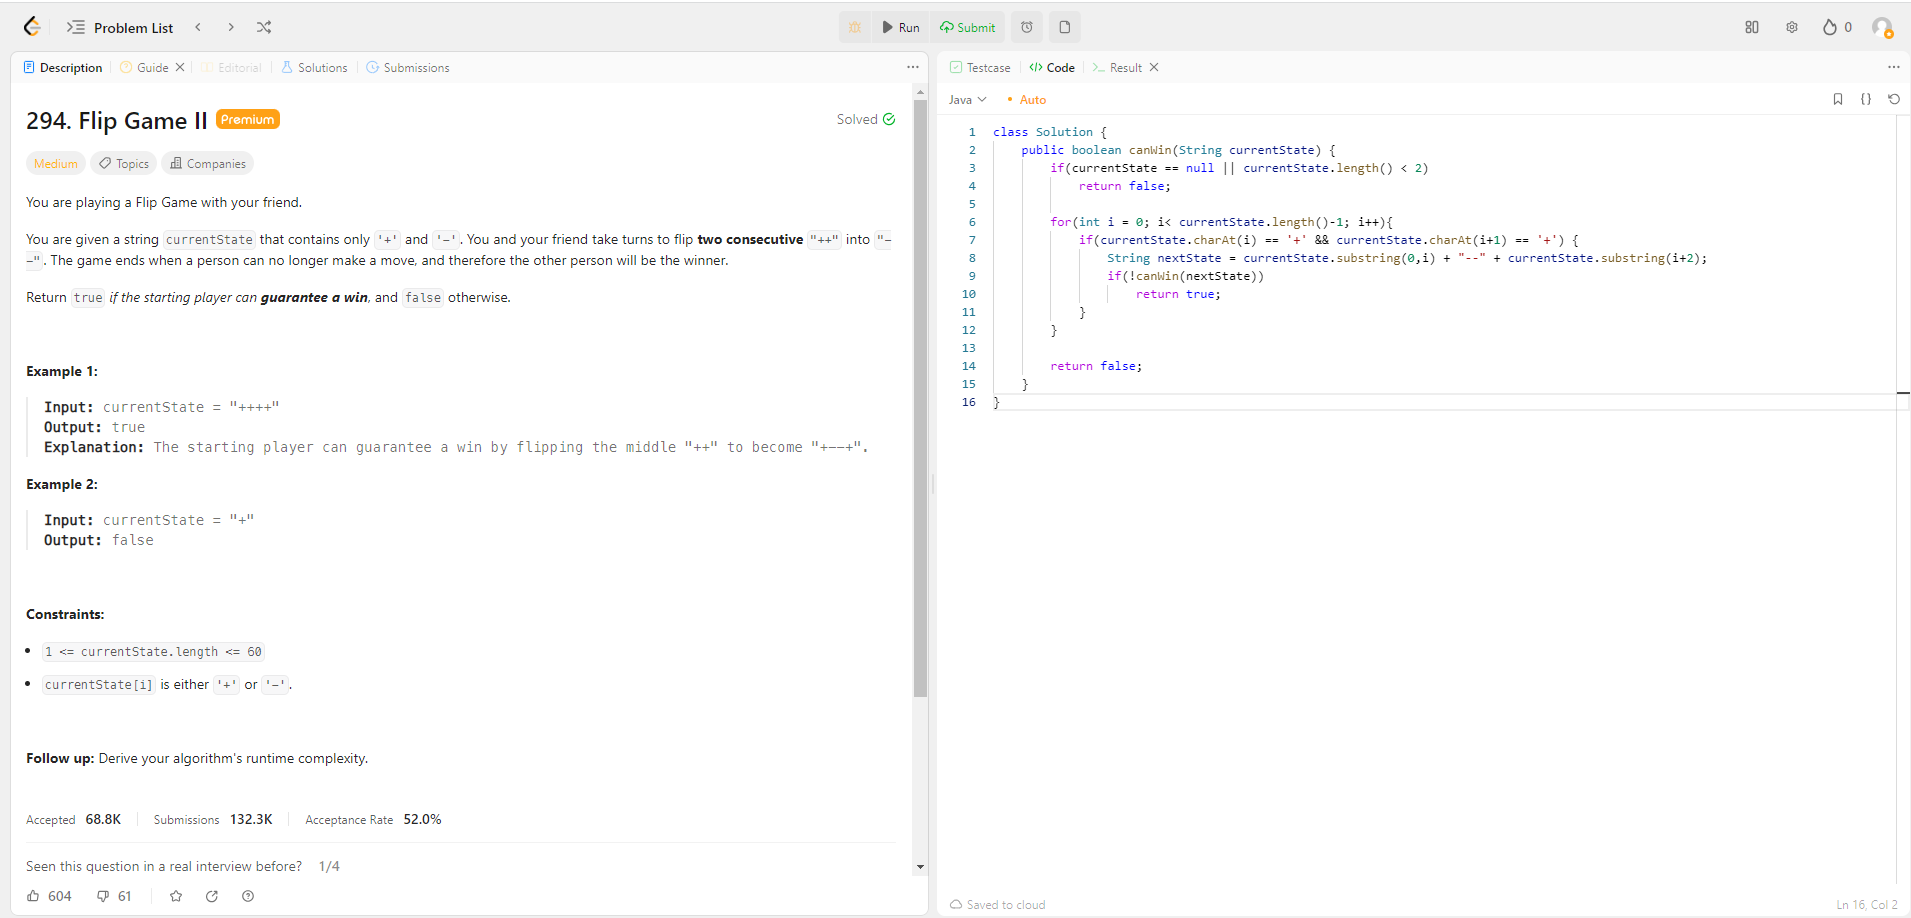 Problem List
Run
Submit
0
Description
Guide
Editorial
Solutions
Submissions
294. Flip Game II
Premium
Solved
Medium
Topics
Companies
You are playing a Flip Game with your friend.
You are given a string currentState that contains only '+' and '-'. You and your friend take turns to flip two consecutive "++" into "-
-". The game ends when a person can no longer make a move, and therefore the other person will be the winner.
Return true if the starting player can guarantee a win, and false otherwise.
Example 1:
Input: currentState = "++++"
Output: true
Explanation: The starting player can guarantee a win by flipping the middle "++" to become "+--+".
Example 2:
Input: currentState = "+"
Output: false
Constraints:
• 1 <= currentState.length <= 60
• currentState[i] is either '+' or '-'.
Follow up: Derive your algorithm's runtime complexity.
Accepted 68.8K
Submissions 132.3K
Acceptance Rate 52.0%
Seen this question in a real interview before? 1/4
604
61
Testcase
</> Code
>_ Result
Java
• Auto
1 class Solution {
2     public boolean canWin(String currentState) {
3         if(currentState == null || currentState.length() < 2)
4             return false;
5
6         for(int i = 0; i< currentState.length()-1; i++){
7             if(currentState.charAt(i) == '+' && currentState.charAt(i+1) == '+') {
8                 String nextState = currentState.substring(0,i) + "--" + currentState.substring(i+2);
9                 if(!canWin(nextState))
10                     return true;
11             }
12         }
13
14         return false;
15     }
16 }
Saved to cloud
Ln 16, Col 2